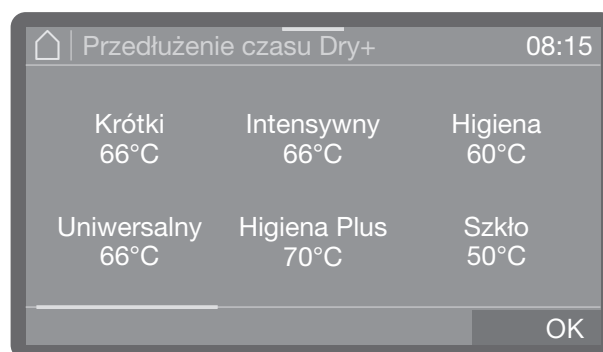 Przedłużenie czasu Dry+ 08:15
Krótki Intensywny Higiena
66°C 66°C 60°C
Uniwersalny Higiena Plus Szkło
66°C 70°C 50°C
OK